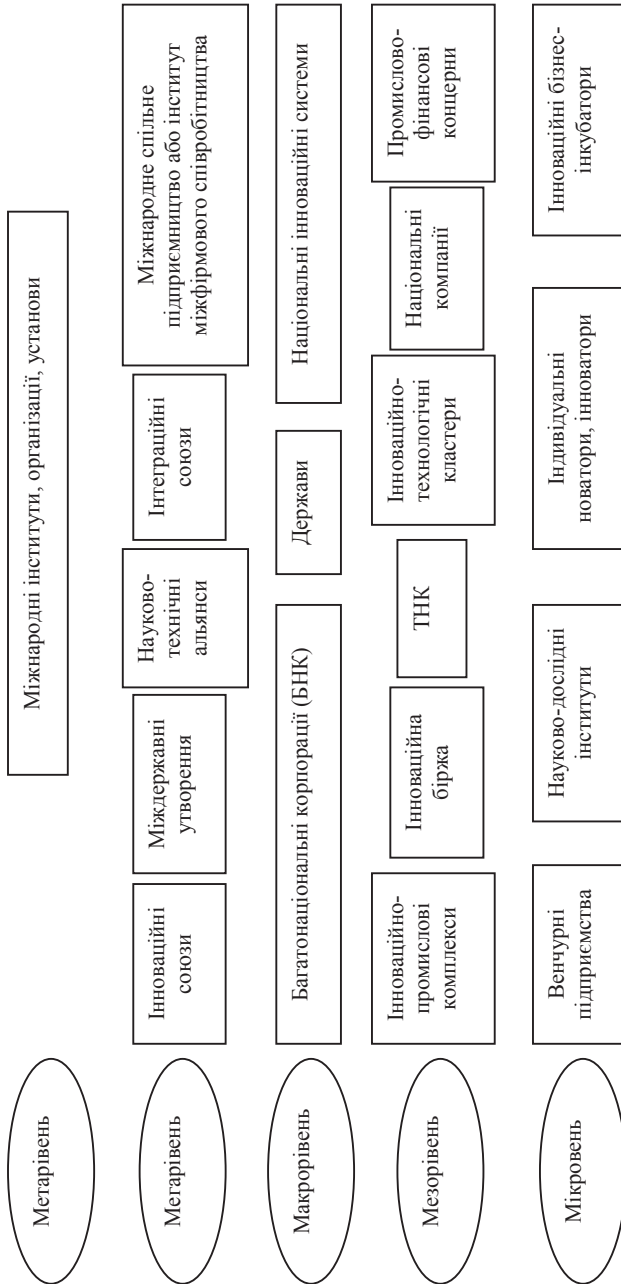 Метарівень
Міжнародні інститути, організації, установи
Мегарівень
Інноваційні
союзи
Міждержавні
утворення
Науково-
технічні
альянси
Інтеграційні
союзи
Міжнародне спільне
підприємництво або інститут
міжфірмового співробітництва
Макрорівень
Багатонаціональні корпорації (БНК)
Держави
Національні інноваційні системи
Мезорівень
Інноваційно-
промислові
комплекси
Інноваційна
біржа
ТНК
Інноваційно-
технологічні
кластери
Національні
компанії
Промислово-
фінансові
концерни
Мікровень
Венчурні
підприємства
Науково-дослідні
інститути
Індивідуальні
новатори, інноватори
Інноваційні бізнес-
інкубатори